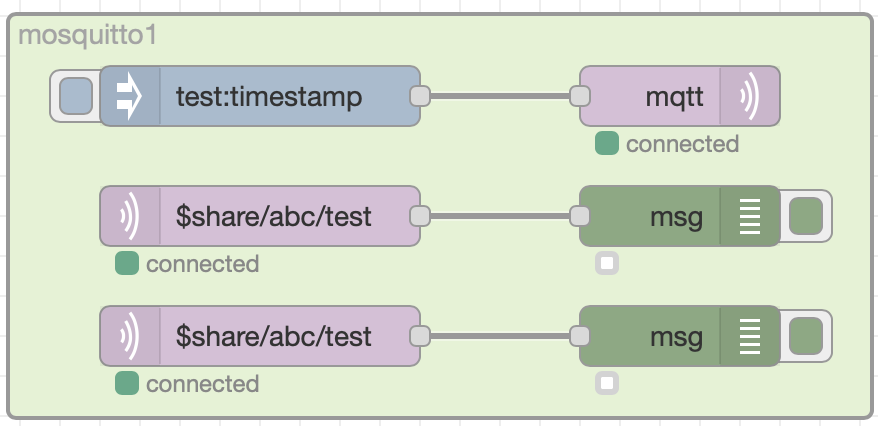 mosquitto1
test:timestamp
mqtt
connected
$share/abc/test
msg
connected
$share/abc/test
msg
connected